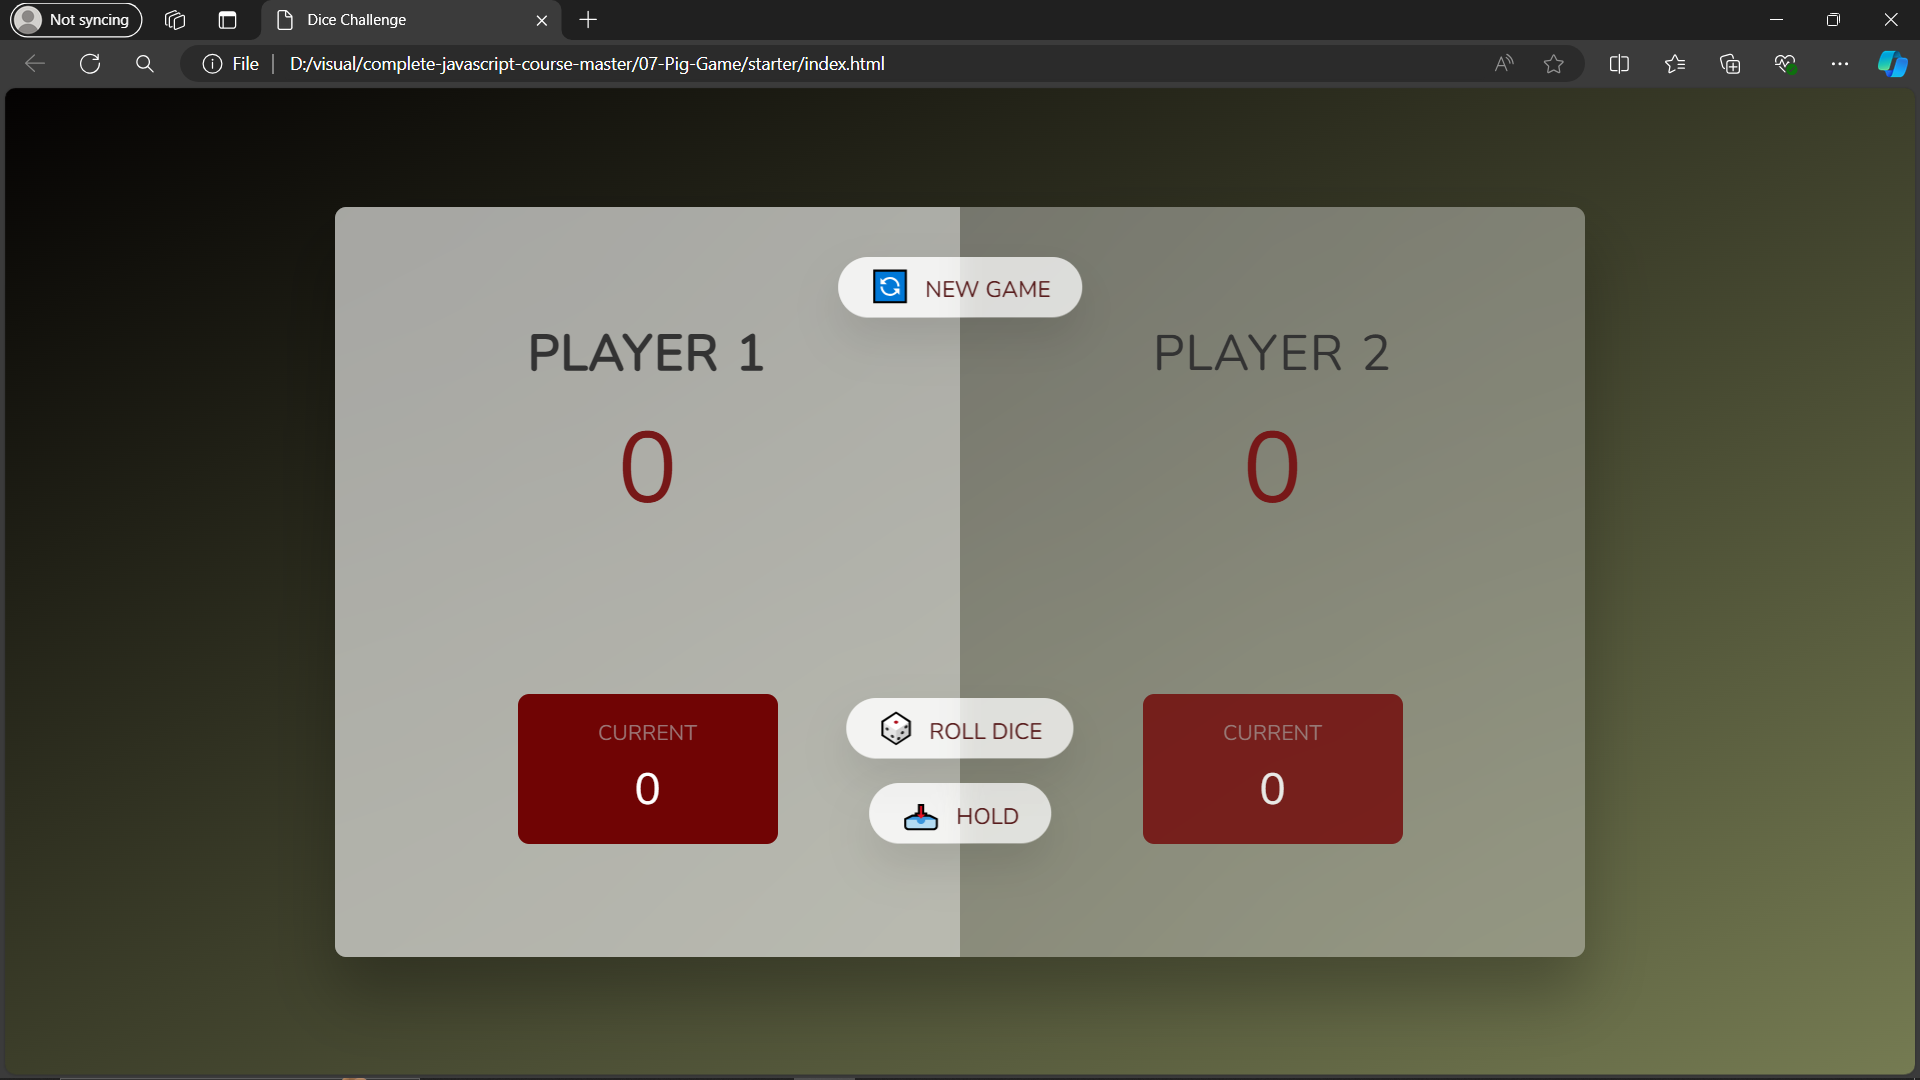 Not syncing
Dice Challenge
File
D:/visual/complete-javascript-course-master/07-Pig-Game/starter/index.html
NEW GAME
PLAYER 1
PLAYER 2
0
0
CURRENT
0
ROLL DICE
HOLD
CURRENT
0